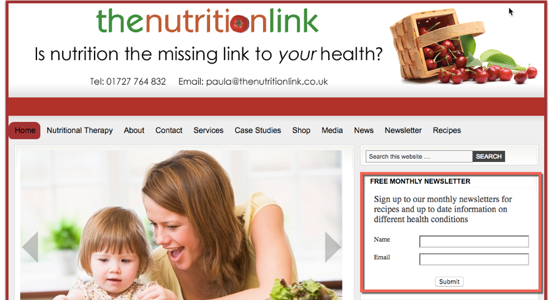 thenutritionlink
Is nutrition the missing link to your health?
Tel: 01727 764 832 Email: paula@thenutritionlink.co.uk
Home Nutritional Therapy About Contact Services Case Studies Shop Media News Newsletter Recipes
Search this website ... SEARCH
FREE MONTHLY NEWSLETTER
Sign up to our monthly newsletters for
recipes and up to date information on
different health conditions
Name
Email
Submit